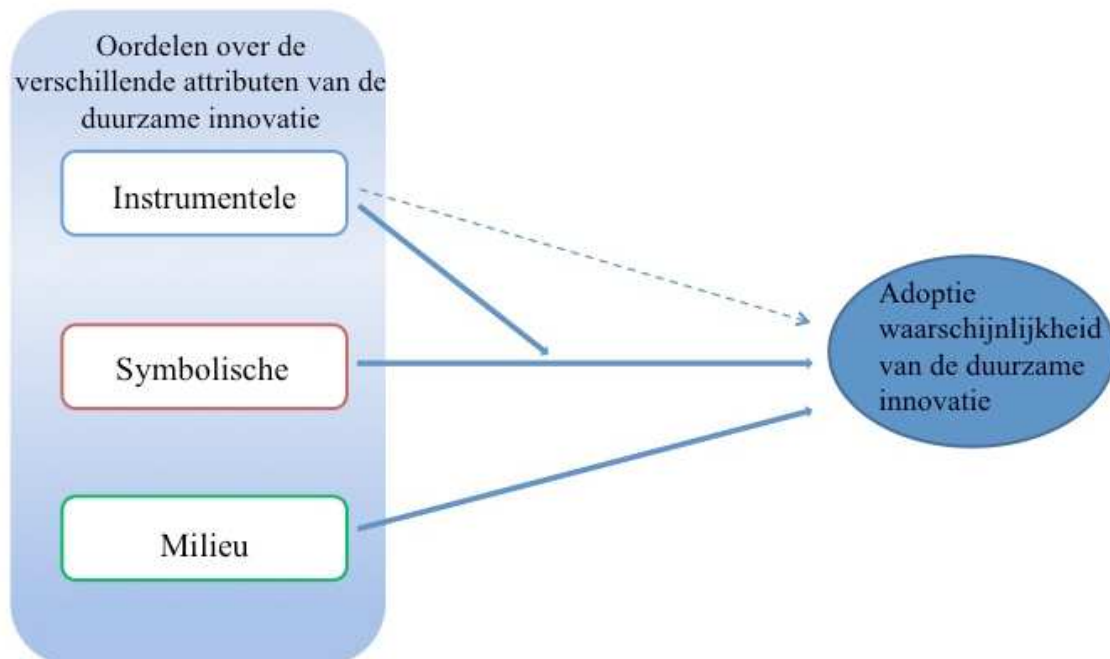 Oordelen over de
verschillende attributen van de
duurzame innovatie
Instrumentele
Symbolische
Milieu
Adoptie
waarschijnlijkheid
van de duurzame
innovatie